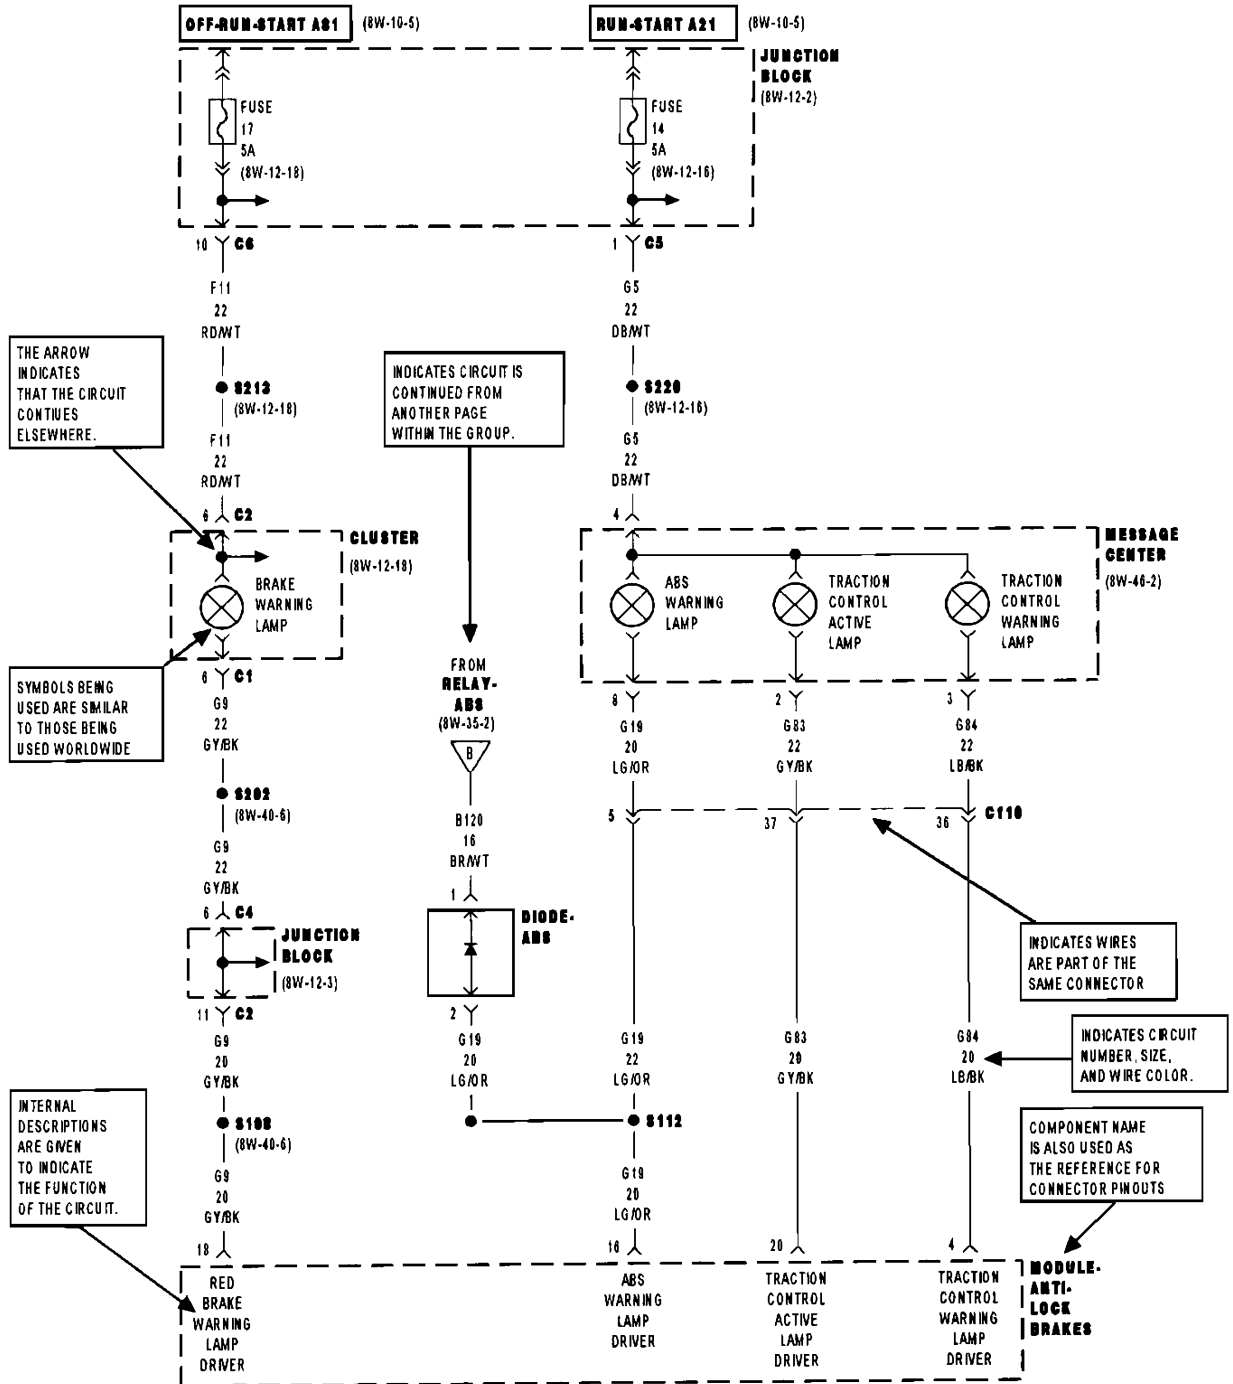 OFF-RUN-START A81 (8W-10-5)
RUN-START A21 (8W-10-5)
JUNCTION
BLOCK
(8W-12-2)
FUSE
17
5A
(8W-12-18)
FUSE
14
5A
(8W-12-16)
10 C6
1 C5
F11
22
RD/WT
G5
22
DB/WT
THE ARROW
INDICATES
THAT THE CIRCUIT
CONTIUES
ELSEWHERE.
INDICATES CIRCUIT IS
CONTINUED FROM
ANOTHER PAGE
WITHIN THE GROUP.
S213
(8W-12-18)
S220
(8W-12-16)
F11
22
RD/WT
G5
22
DB/WT
6 C2
4
CLUSTER
(8W-12-18)
BRAKE
WARNING
LAMP
MESSAGE
CENTER
(8W-46-2)
ABS
WARNING
LAMP
TRACTION
CONTROL
ACTIVE
LAMP
TRACTION
CONTROL
WARNING
LAMP
6 C1
SYMBOLS BEING
USED ARE SIMILAR
TO THOSE BEING
USED WORLDWIDE
G9
22
GY/BK
FROM
RELAY-
ABS
(8W-35-2)
B
8
2
3
G19
20
LG/OR
G83
22
GY/BK
G84
22
LB/BK
S202
(8W-40-6)
5
37
36
C110
B120
16
BR/WT
G9
22
GY/BK
6 C4
1
JUNCTION
BLOCK
(8W-12-3)
DIODE-
ABS
INDICATES WIRES
ARE PART OF THE
SAME CONNECTOR
11 C2
2
G9
20
GY/BK
G19
20
LG/OR
1
G19
22
LG/OR
G83
20
GY/BK
G84
20
LB/BK
INDICATES CIRCUIT
NUMBER, SIZE,
AND WIRE COLOR.
INTERNAL
DESCRIPTIONS
ARE GIVEN
TO INDICATE
THE FUNCTION
OF THE CIRCUIT.
S108
(8W-40-6)
S112
COMPONENT NAME
IS ALSO USED AS
THE REFERENCE FOR
CONNECTOR PINOUTS
G9
20
GY/BK
G19
20
LG/OR
18
16
20
4
MODULE-
ANTI-
LOCK
BRAKES
RED
BRAKE
WARNING
LAMP
DRIVER
ABS
WARNING
LAMP
DRIVER
TRACTION
CONTROL
ACTIVE
LAMP
DRIVER
TRACTION
CONTROL
WARNING
LAMP
DRIVER